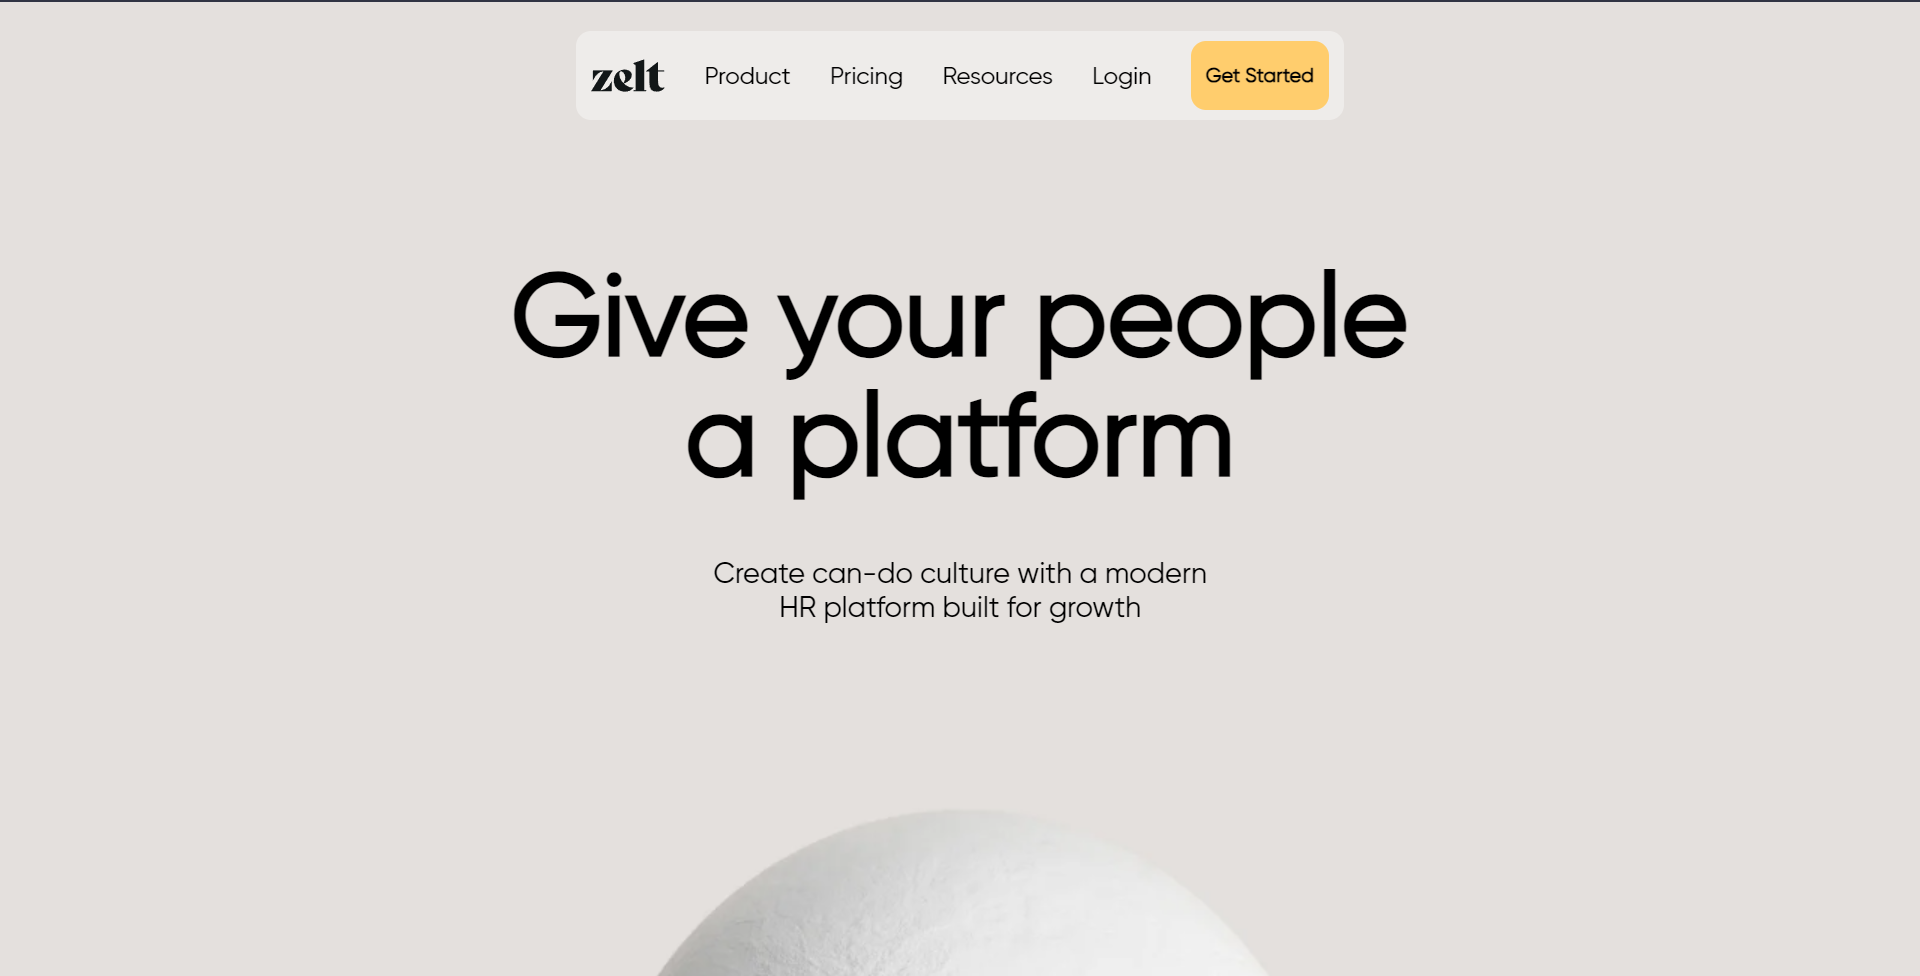 zelt Product Pricing Resources Login Get Started
Give your people
a platform
Create can-do culture with a modern
HR platform built for growth